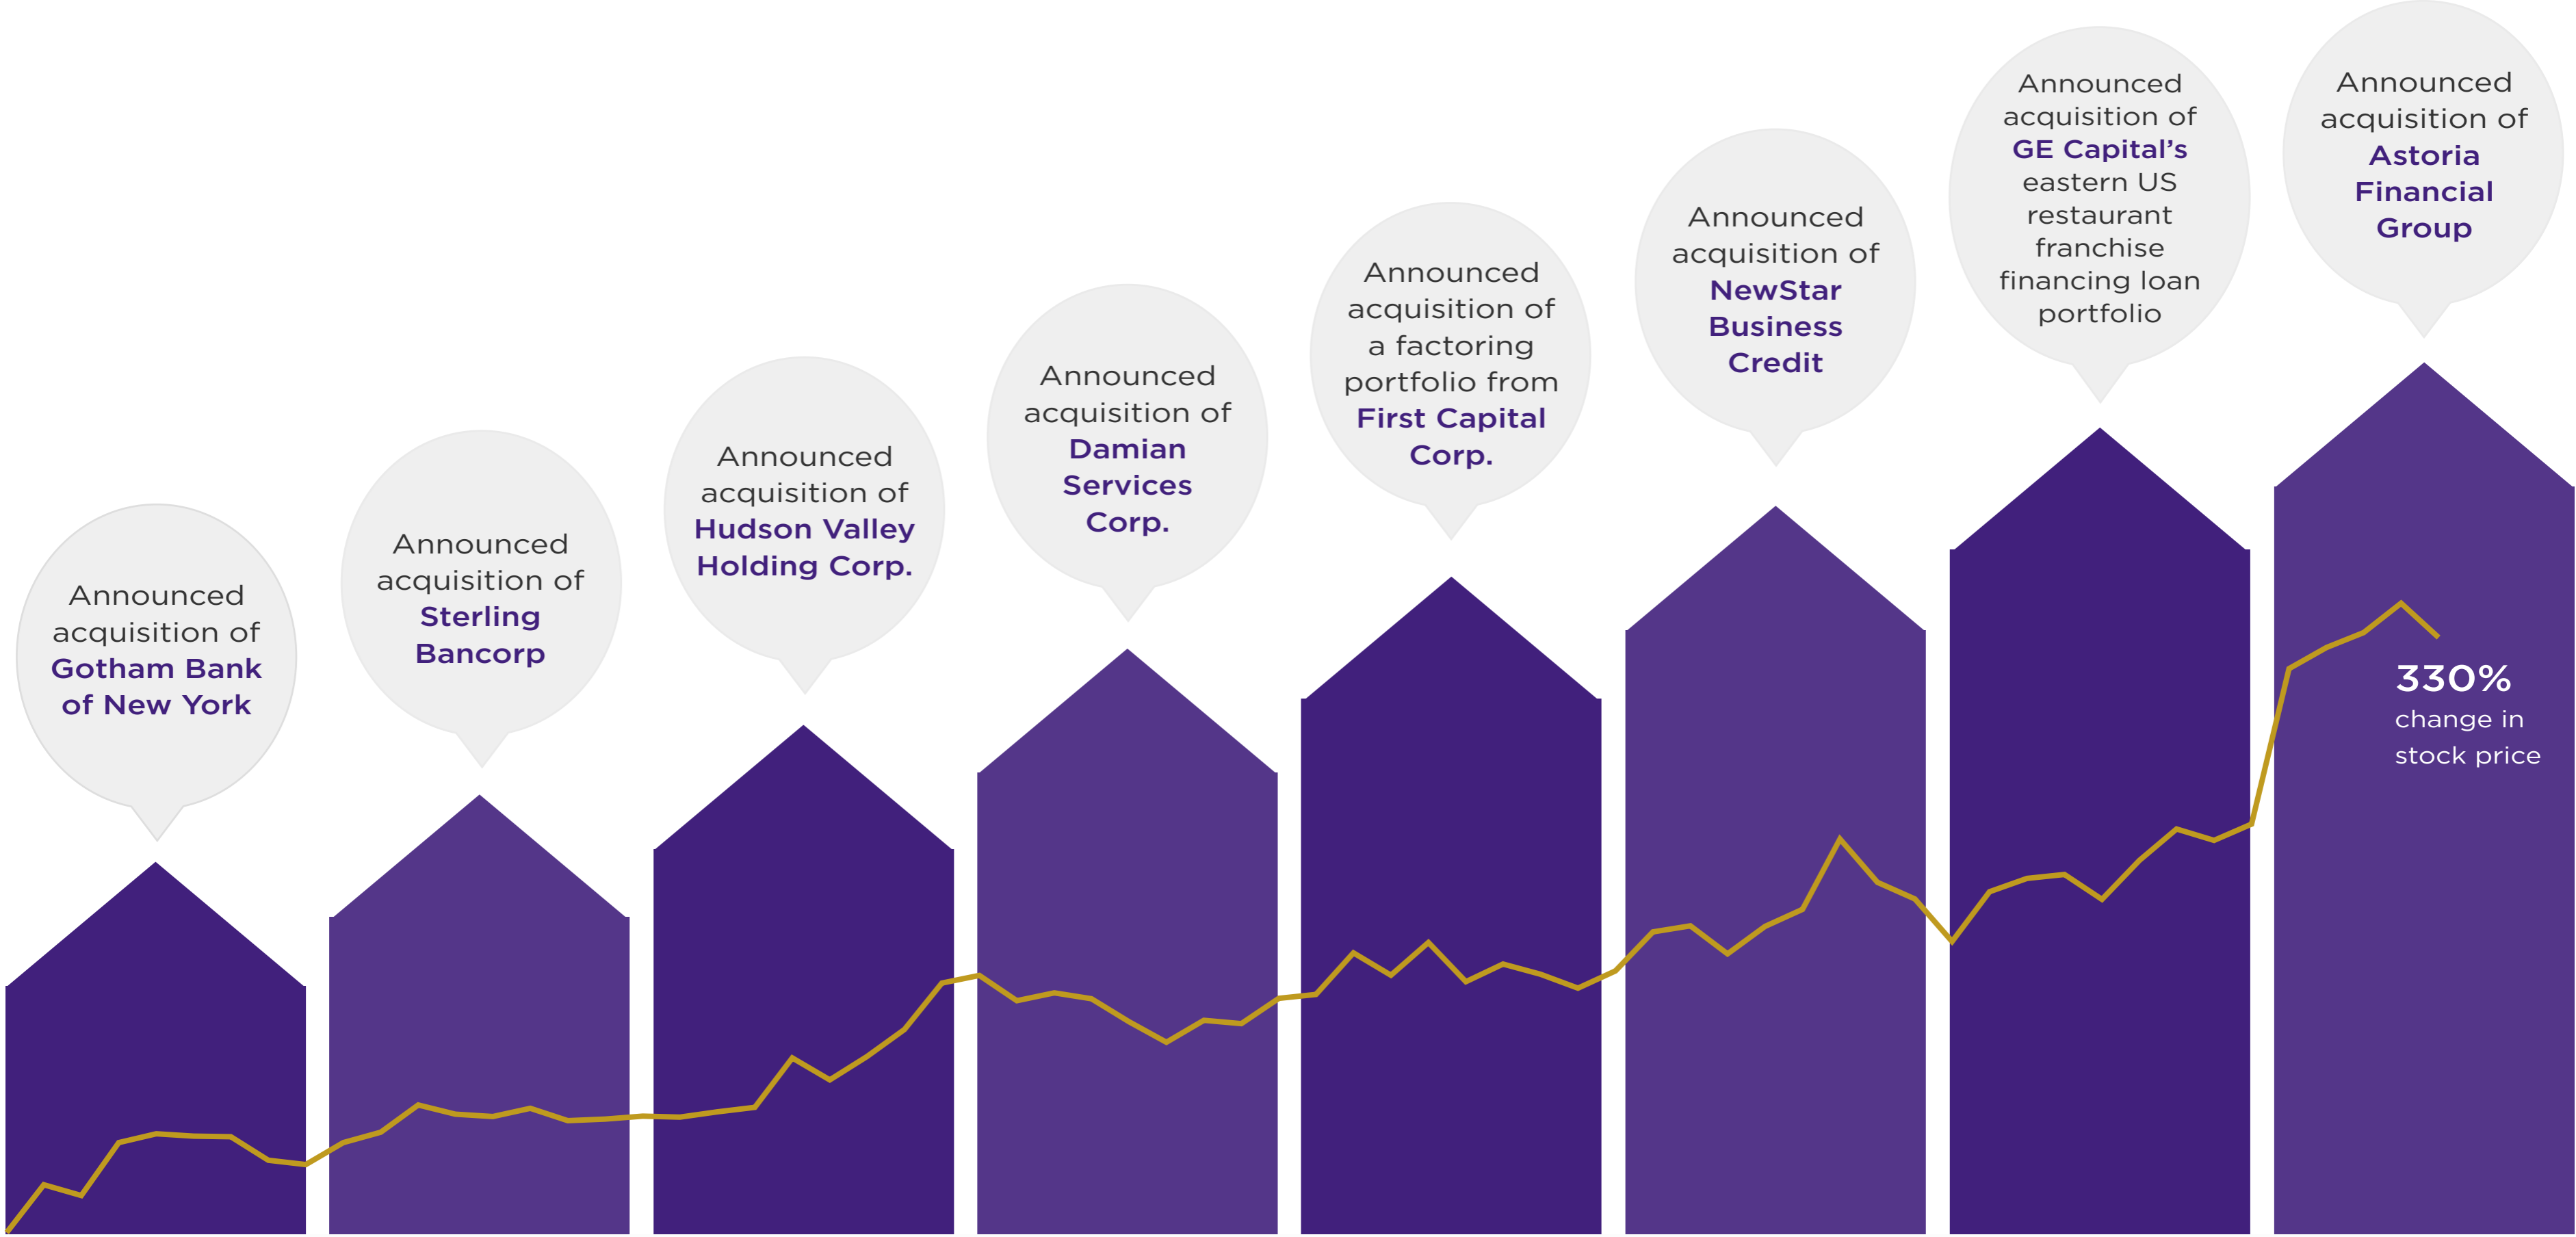 Announced
acquisition of
Gotham Bank
of New York
Announced
acquisition of
Sterling
Bancorp
Announced
acquisition of
Hudson Valley
Holding Corp.
Announced
acquisition of
Damian
Services
Corp.
Announced
acquisition of
a factoring
portfolio from
First Capital
Corp.
Announced
acquisition of
NewStar
Business
Credit
Announced
acquisition of
GE Capital’s
eastern US
restaurant
franchise
financing loan
portfolio
Announced
acquisition of
Astoria
Financial
Group
330%
change in
stock price